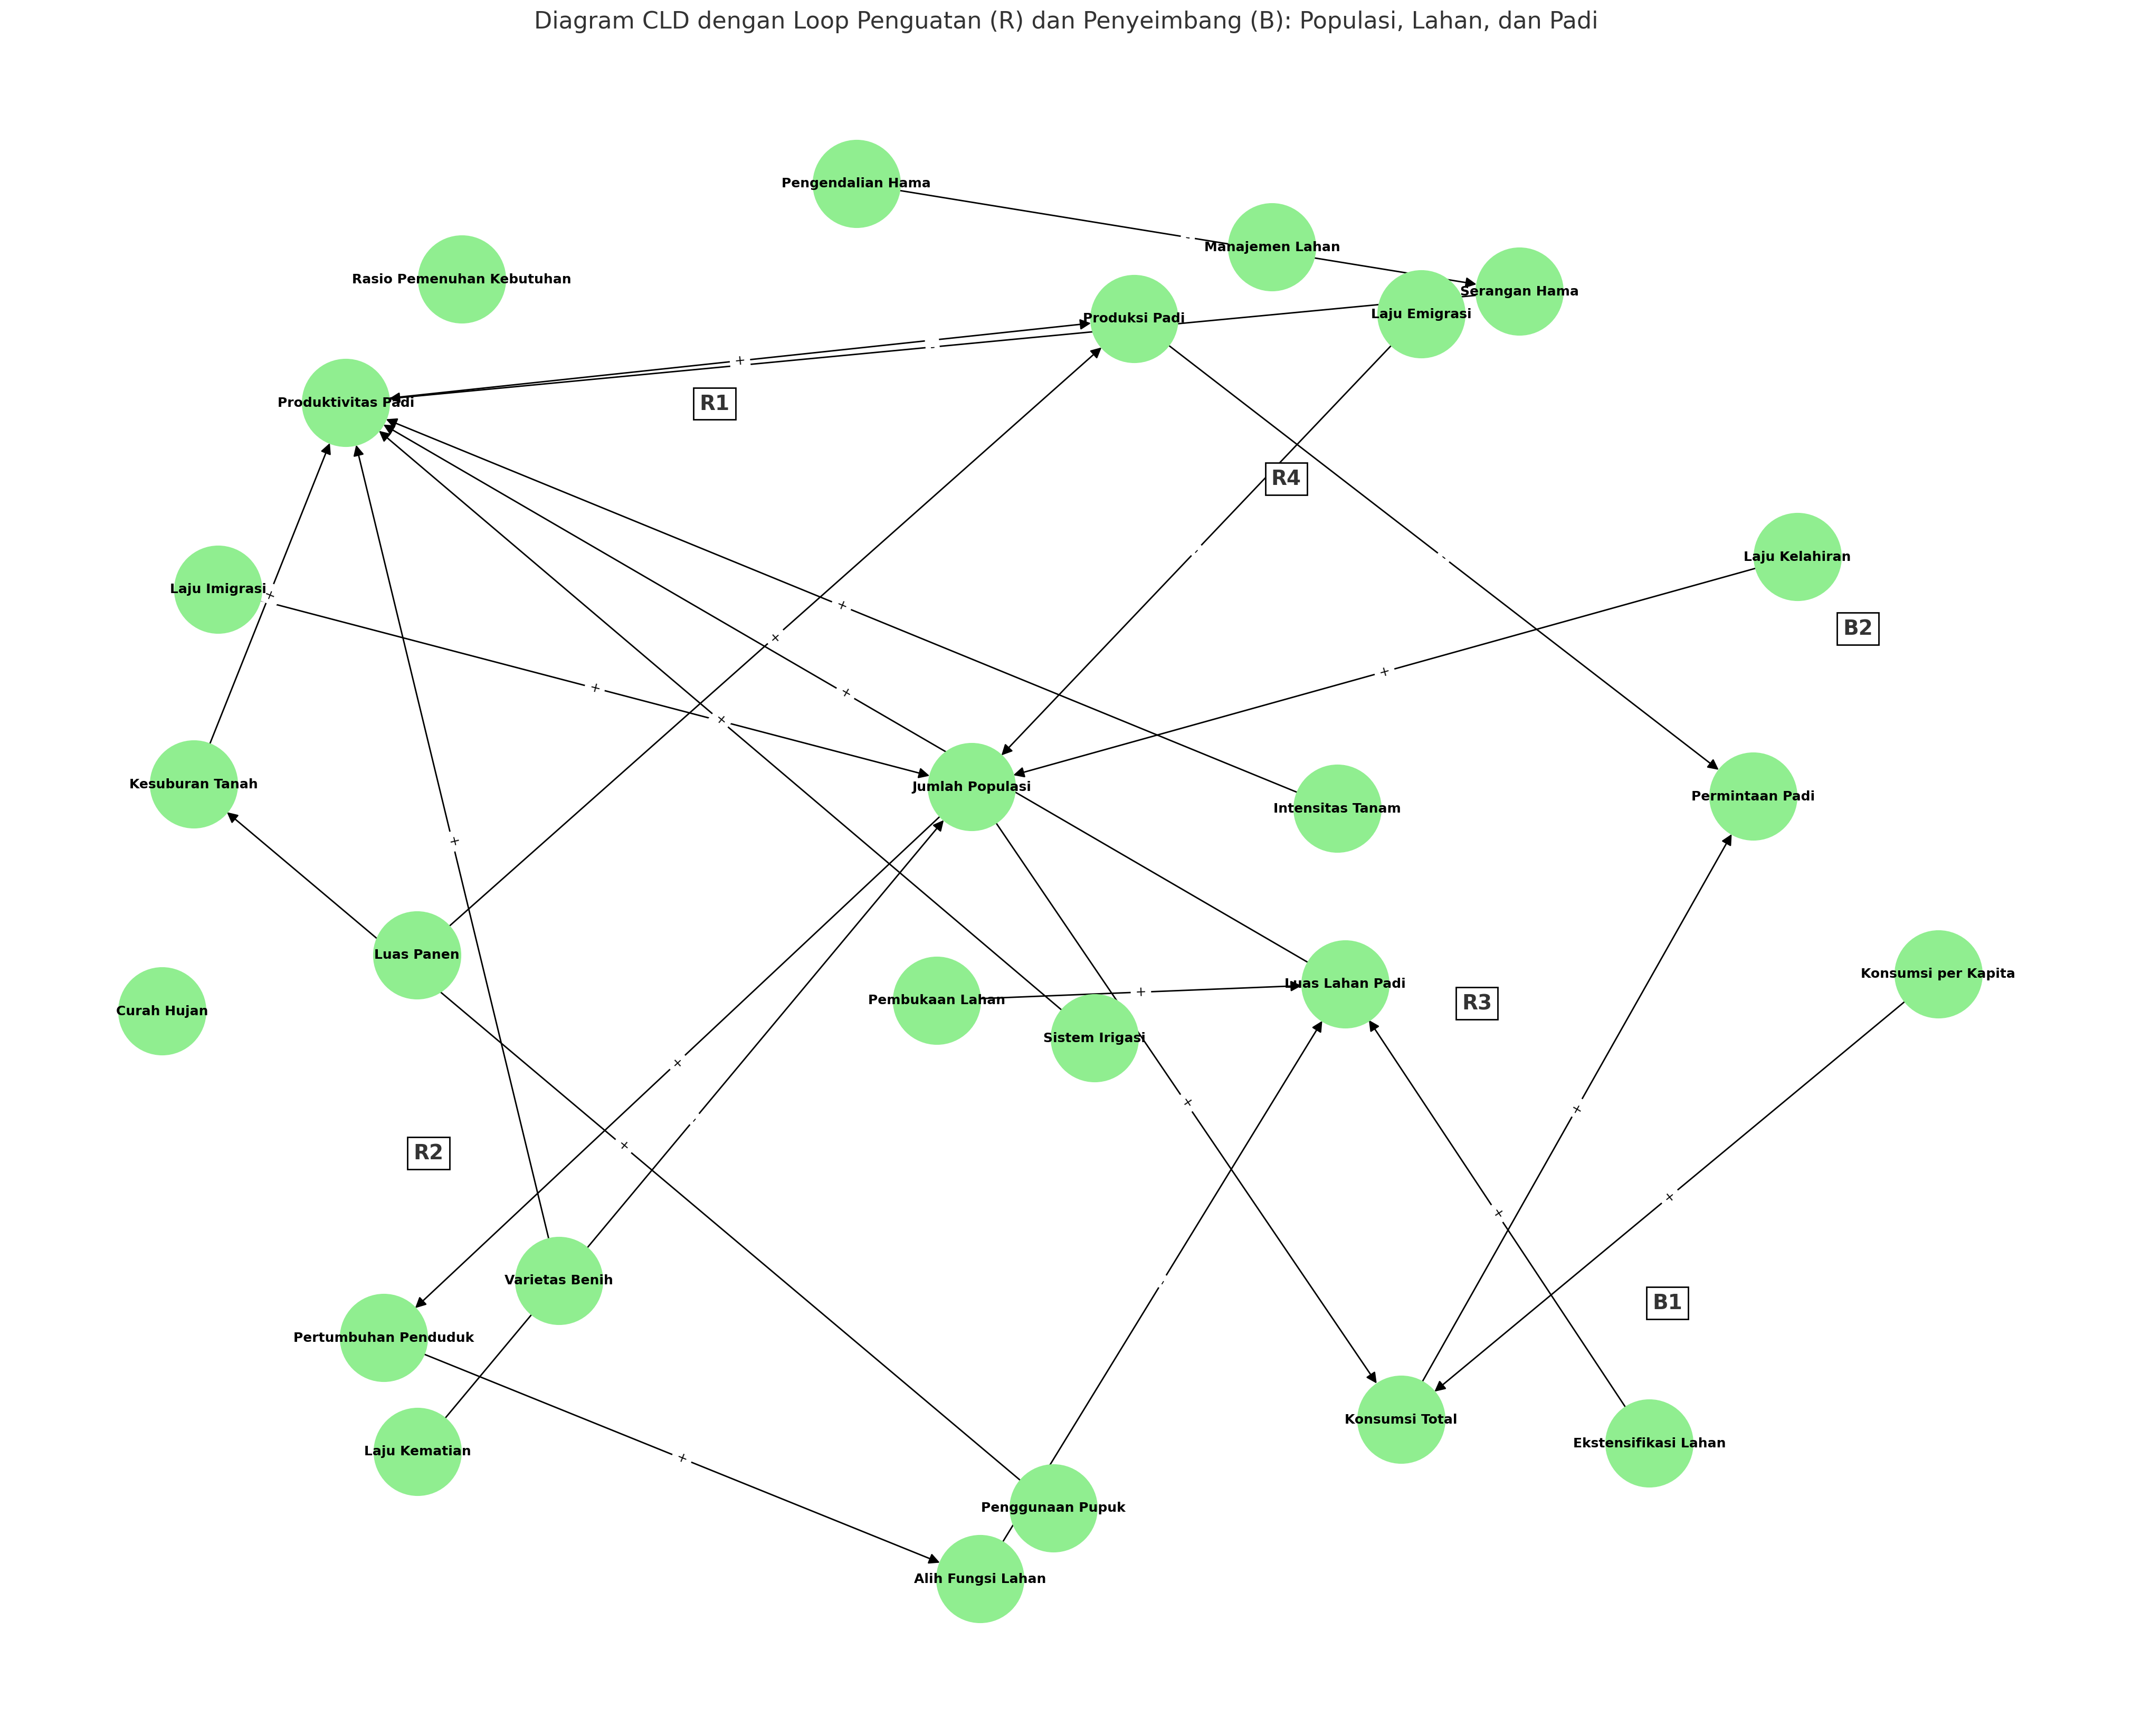 Diagram CLD dengan Loop Penguatan (R) dan Penyeimbang (B): Populasi, Lahan, dan Padi
Pengendalian Hama
-
Manajemen Lahan
Rasio Pemenuhan Kebutuhan
Serangan Hama
Laju Emigrasi
Produksi Padi
-
+
Produktivitas Padi
R1
R4
-
-
Laju Kelahiran
Laju Imigrasi
+
+
B2
+
+
+
+
+
Kesuburan Tanah
Jumlah Populasi
Permintaan Padi
Intensitas Tanam
+
Luas Panen
Konsumsi per Kapita
Luas Lahan Padi
+
Pembukaan Lahan
R3
Curah Hujan
Sistem Irigasi
+
+
+
-
+
R2
+
+
Varietas Benih
-
B1
Pertumbuhan Penduduk
Konsumsi Total
Ekstensifikasi Lahan
Laju Kematian
+
Penggunaan Pupuk
Alih Fungsi Lahan